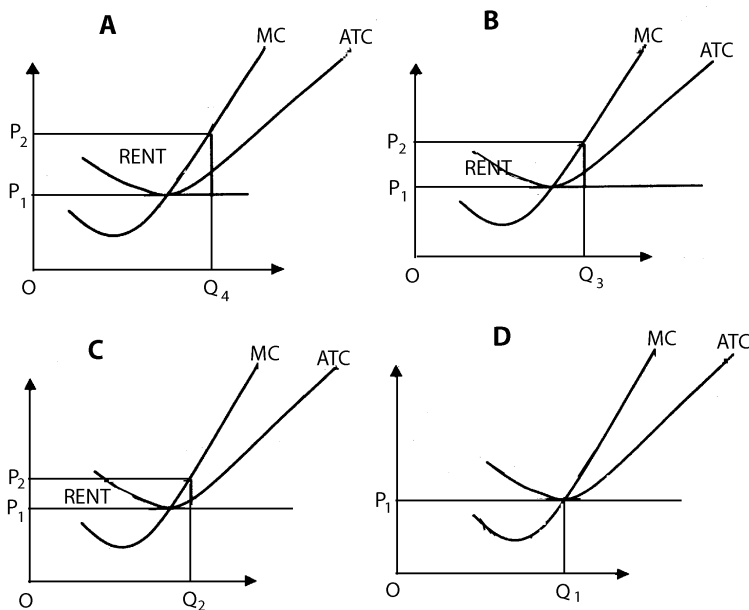 A
MC
ATC
P2
RENT
P1
O
Q4
B
MC
ATC
P2
RENT
P1
O
Q3
C
MC
ATC
P2
RENT
P1
O
Q2
D
MC
ATC
P1
O
Q1